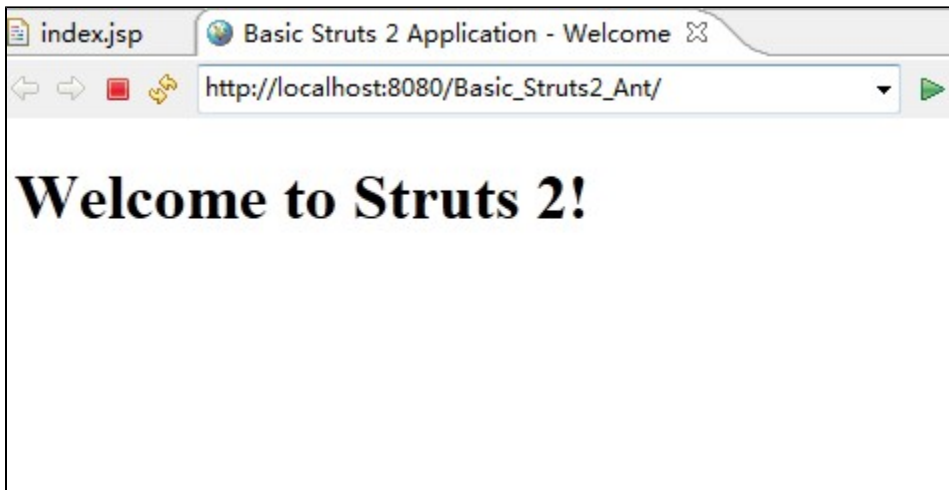 index.jsp Basic Struts 2 Application - Welcome
http://localhost:8080/Basic_Struts2_Ant/
Welcome to Struts 2!